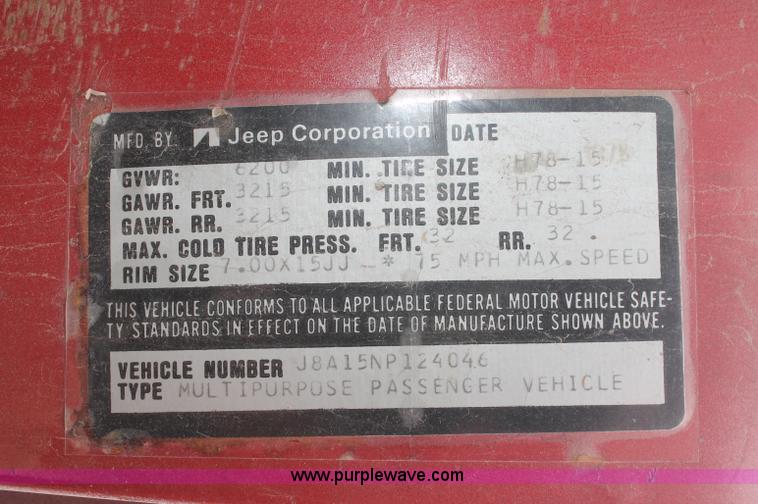 MFD. BY Jeep Corporation DATE
GVWR: 6200 MIN. TIRE SIZE H78-15
GAWR. FRT. 3215 MIN. TIRE SIZE H78-15
GAWR. RR. 3215 MIN. TIRE SIZE H78-15
MAX. COLD TIRE PRESS. FRT. 32 RR. 32 .
RIM SIZE 7.00X15JJ - * 75 MPH MAX.SPEED
THIS VEHICLE CONFORMS TO ALL APPLICABLE FEDERAL MOTOR VEHICLE SAFE-
TY STANDARDS IN EFFECT ON THE DATE OF MANUFACTURE SHOWN ABOVE.
VEHICLE NUMBER J8A15NP124046
TYPE MULTIPURPOSE PASSENGER VEHICLE
www.purplewave.com